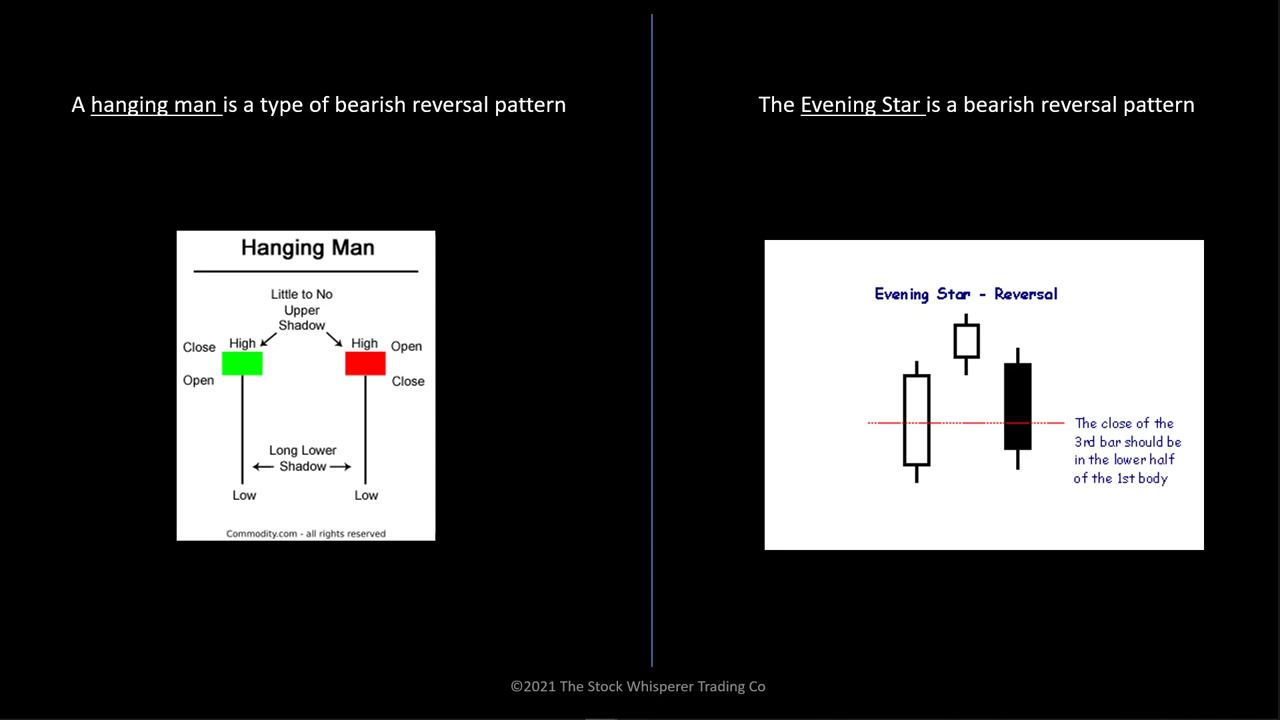 A hanging man is a type of bearish reversal pattern
Hanging Man
Little to No
Upper
Shadow
Close High High Open
Open Close
Long Lower
Shadow
Low Low
Commodity.com - all rights reserved
The Evening Star is a bearish reversal pattern
Evening Star - Reversal
The close of the
3rd bar should be
in the lower half
of the 1st body
©2021 The Stock Whisperer Trading Co